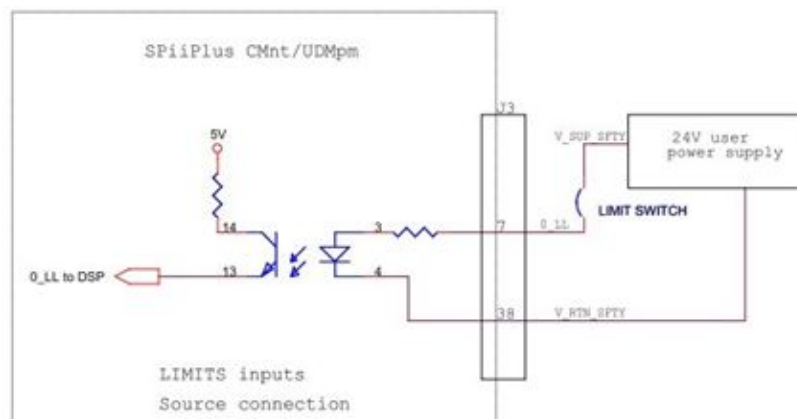 SPiiPlus CMnt/UDMpm
J3
5V
V_SUP_SFTY
24V user
power supply
LIMIT SWITCH
14
3
7
0_LL
0_LL to DSP
13
4
38
V_RTN_SFTY
LIMITS inputs
Source connection